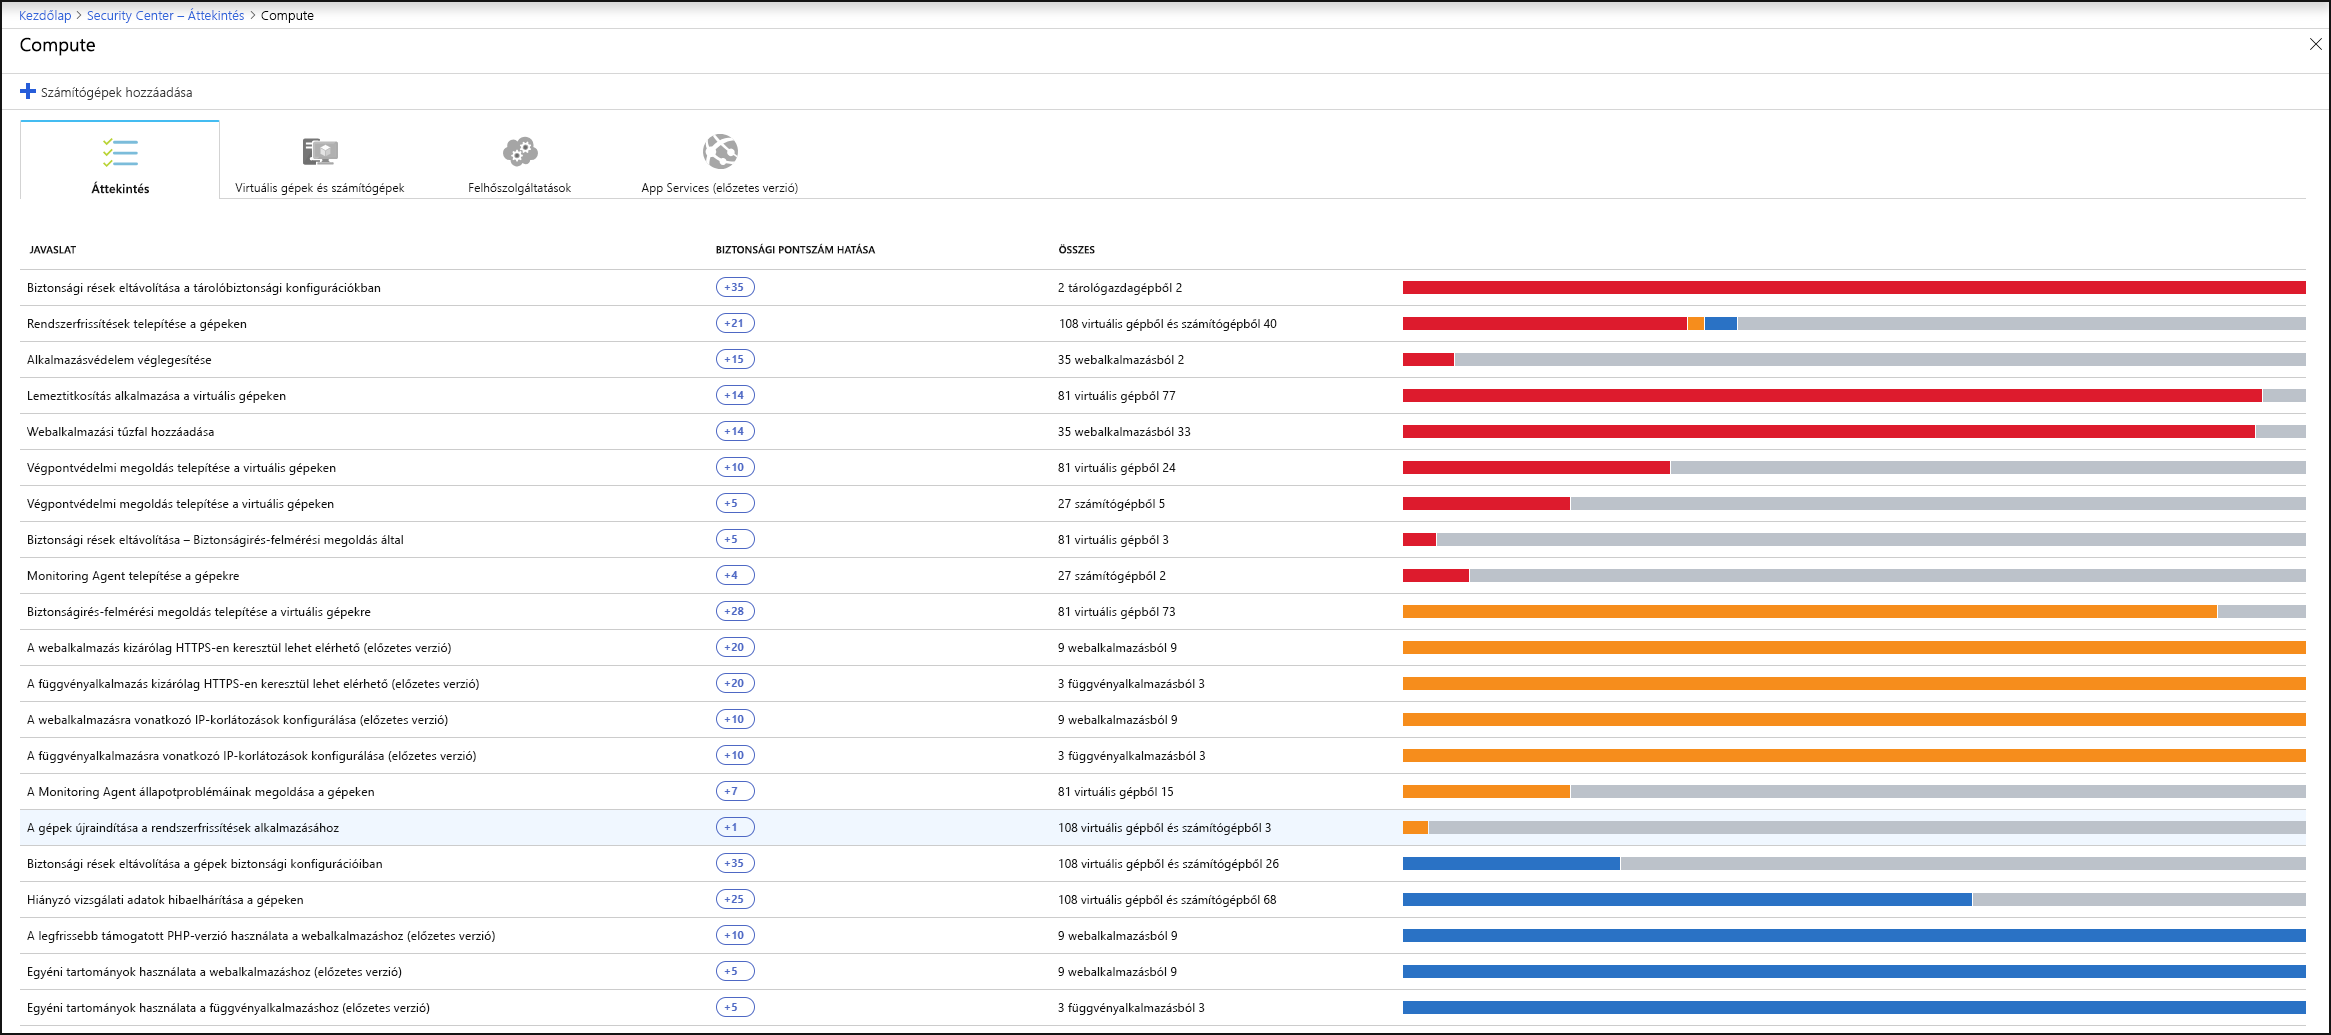 Kezdőlap > Security Center – Áttekintés > Compute
Compute
Számítógépek hozzáadása
Áttekintés
Virtuális gépek és számítógépek
Felhőszolgáltatások
App Services (előzetes verzió)
JAVASLAT BIZTONSÁGI PONTSZÁM HATÁSA ÖSSZES
Biztonsági rések eltávolítása a tárolóbiztonsági konfigurációkban +35 2 tárológazdagépből 2
Rendszerfrissítések telepítése a gépeken +21 108 virtuális gépből és számítógépből 40
Alkalmazásvédelem véglegesítése +15 35 webalkalmazásból 2
Lemeztitkosítás alkalmazása a virtuális gépeken +14 81 virtuális gépből 77
Webalkalmazási tűzfal hozzáadása +14 35 webalkalmazásból 33
Végpontvédelmi megoldás telepítése a virtuális gépeken +10 81 virtuális gépből 24
Végpontvédelmi megoldás telepítése a virtuális gépeken +5 27 számítógépből 5
Biztonsági rések eltávolítása – Biztonságirés-felmérési megoldás által +5 81 virtuális gépből 3
Monitoring Agent telepítése a gépekre +4 27 számítógépből 2
Biztonságirés-felmérési megoldás telepítése a virtuális gépekre +28 81 virtuális gépből 73
A webalkalmazás kizárólag HTTPS-en keresztül lehet elérhető (előzetes verzió) +20 9 webalkalmazásból 9
A függvényalkalmazás kizárólag HTTPS-en keresztül lehet elérhető (előzetes verzió) +20 3 függvényalkalmazásból 3
A webalkalmazásra vonatkozó IP-korlátozások konfigurálása (előzetes verzió) +10 9 webalkalmazásból 9
A függvényalkalmazásra vonatkozó IP-korlátozások konfigurálása (előzetes verzió) +10 3 függvényalkalmazásból 3
A Monitoring Agent állapotproblémáinak megoldása a gépeken +7 81 virtuális gépből 15
A gépek újraindítása a rendszerfrissítések alkalmazásához +1 108 virtuális gépből és számítógépből 3
Biztonsági rések eltávolítása a gépek biztonsági konfigurációiban +35 108 virtuális gépből és számítógépből 26
Hiányzó vizsgálati adatok hibaelhárítása a gépeken +25 108 virtuális gépből és számítógépből 68
A legfrissebb támogatott PHP-verzió használata a webalkalmazáshoz (előzetes verzió) +10 9 webalkalmazásból 9
Egyéni tartományok használata a webalkalmazáshoz (előzetes verzió) +5 9 webalkalmazásból 9
Egyéni tartományok használata a függvényalkalmazáshoz (előzetes verzió) +5 3 függvényalkalmazásból 3